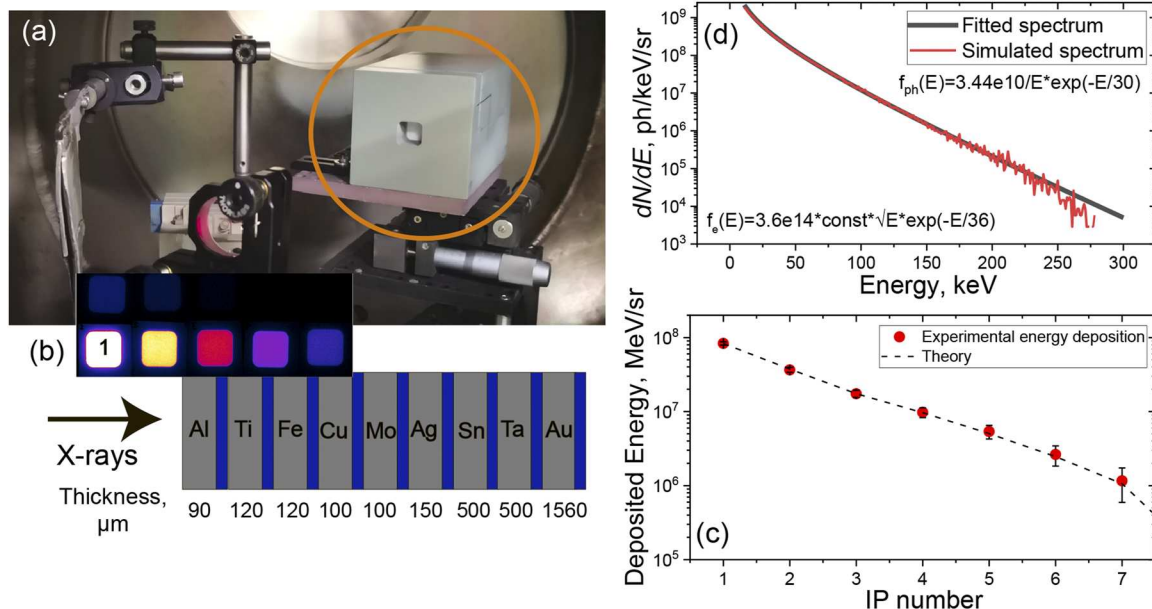 (a)
(b)
1
X-rays
Al Ti Fe Cu Mo Ag Sn Ta Au
Thickness,
μm
90 120 120 100 100 150 500 500 1560
(d)
dN/dE, ph/keV/sr
10⁹
10⁸
10⁷
10⁶
10⁵
10⁴
10³
Fitted spectrum
Simulated spectrum
f_ph(E)=3.44e10/E*exp(-E/30)
f_e(E)=3.6e14*const*√E*exp(-E/36)
0 50 100 150 200 250 300
Energy, keV
Deposited Energy, MeV/sr
10⁸
10⁷
10⁶
10⁵
Experimental energy deposition
Theory
(c)
1 2 3 4 5 6 7
IP number